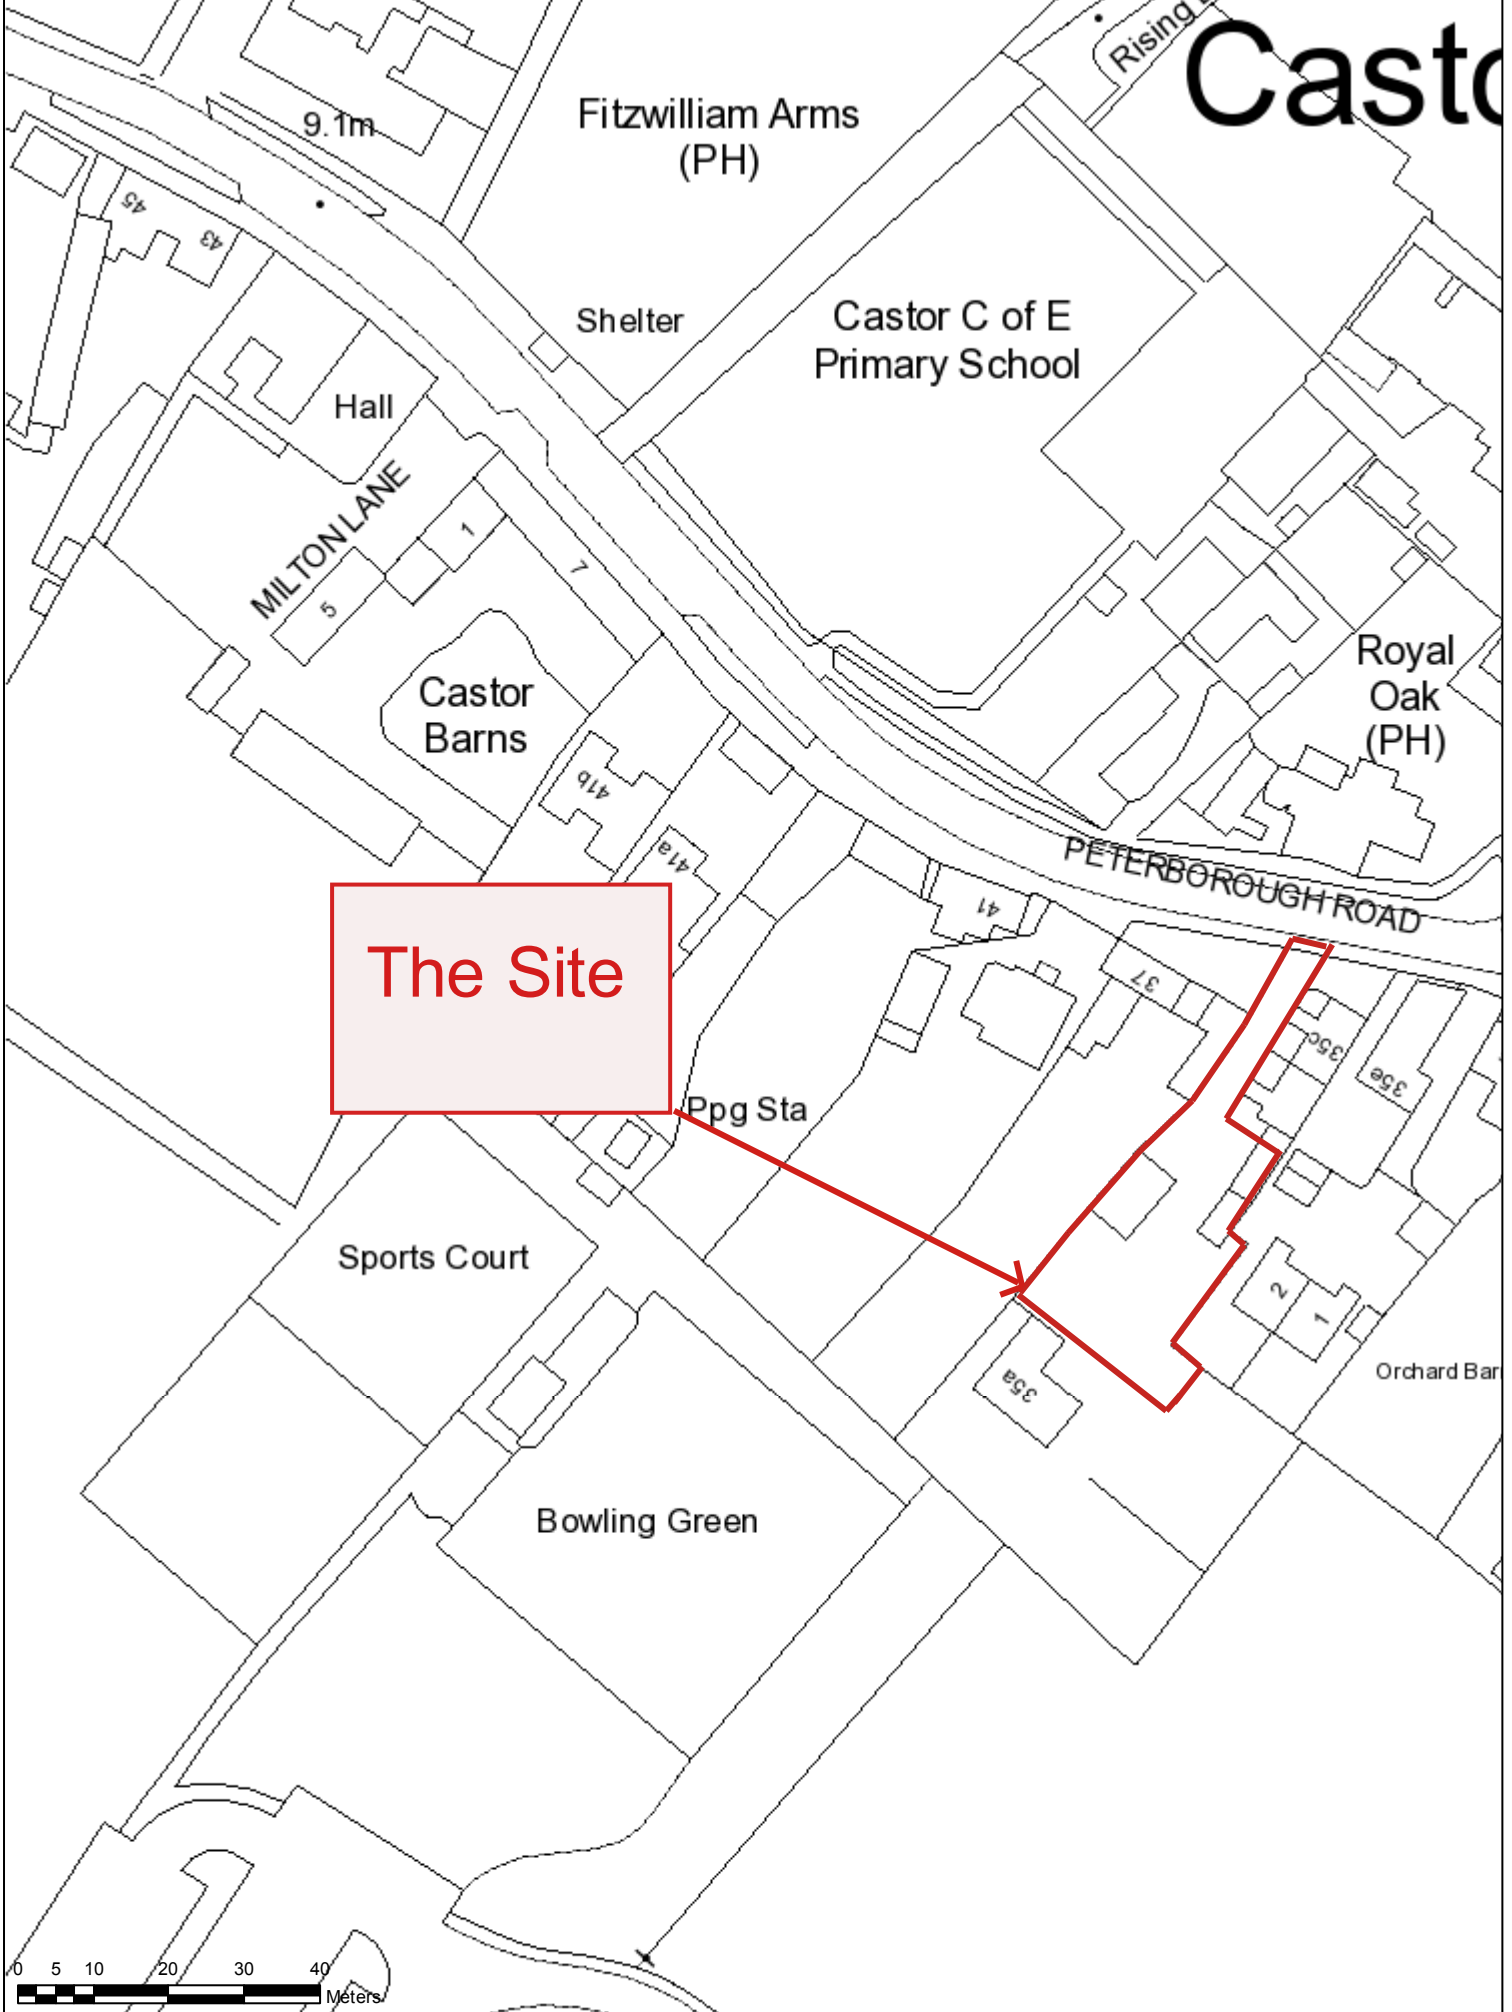 Rising
Casto
9.1m
Fitzwilliam Arms
(PH)
45
43
Shelter
Castor C of E
Primary School
Hall
MILTON LANE
1
7
5
Royal
Oak
(PH)
Castor
Barns
41b
41a
PETERBOROUGH ROAD
41
37
The Site
35c
35e
Ppg Sta
Sports Court
2
1
Orchard Bar
35a
Bowling Green
0 5 10 20 30 40
Meters